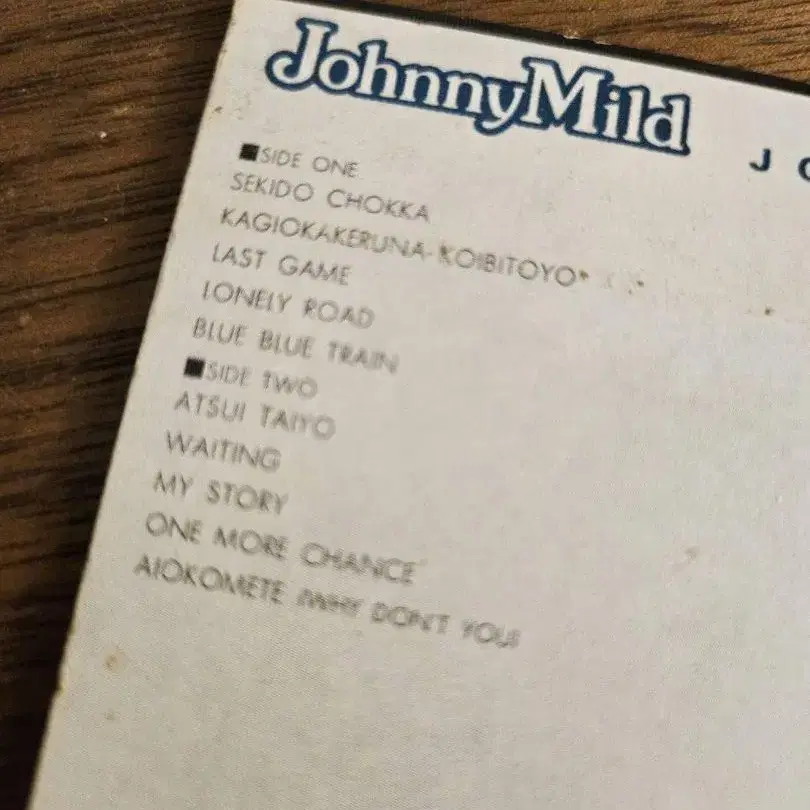 JohnnyMild
J
■SIDE ONE
SEKIDO CHOKKA
KAGIOKAKERUNA-KOIBITOYO*
LAST GAME
LONELY ROAD
BLUE BLUE TRAIN
■SIDE TWO
ATSUI TAIYO
WAITING
MY STORY
ONE MORE CHANCE
AIOKOMETE (WHY DON'T YOU)